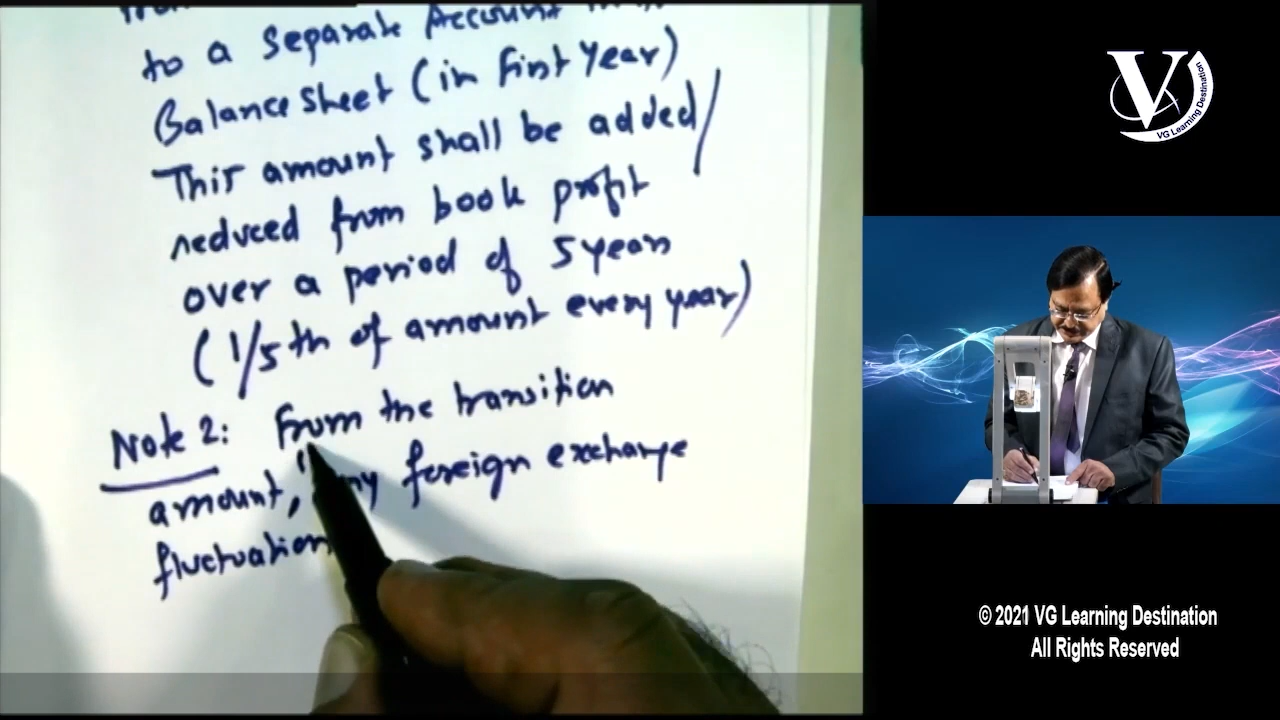 to a Separate Account in
Balance sheet (in first year)
This amount shall be added/
reduced from book profit
over a period of 5 years
(1/5th of amount every year)
Note 2: From the transition
amount, any foreign exchange
fluctuation
V
VG Learning Destination
© 2021 VG Learning Destination
All Rights Reserved